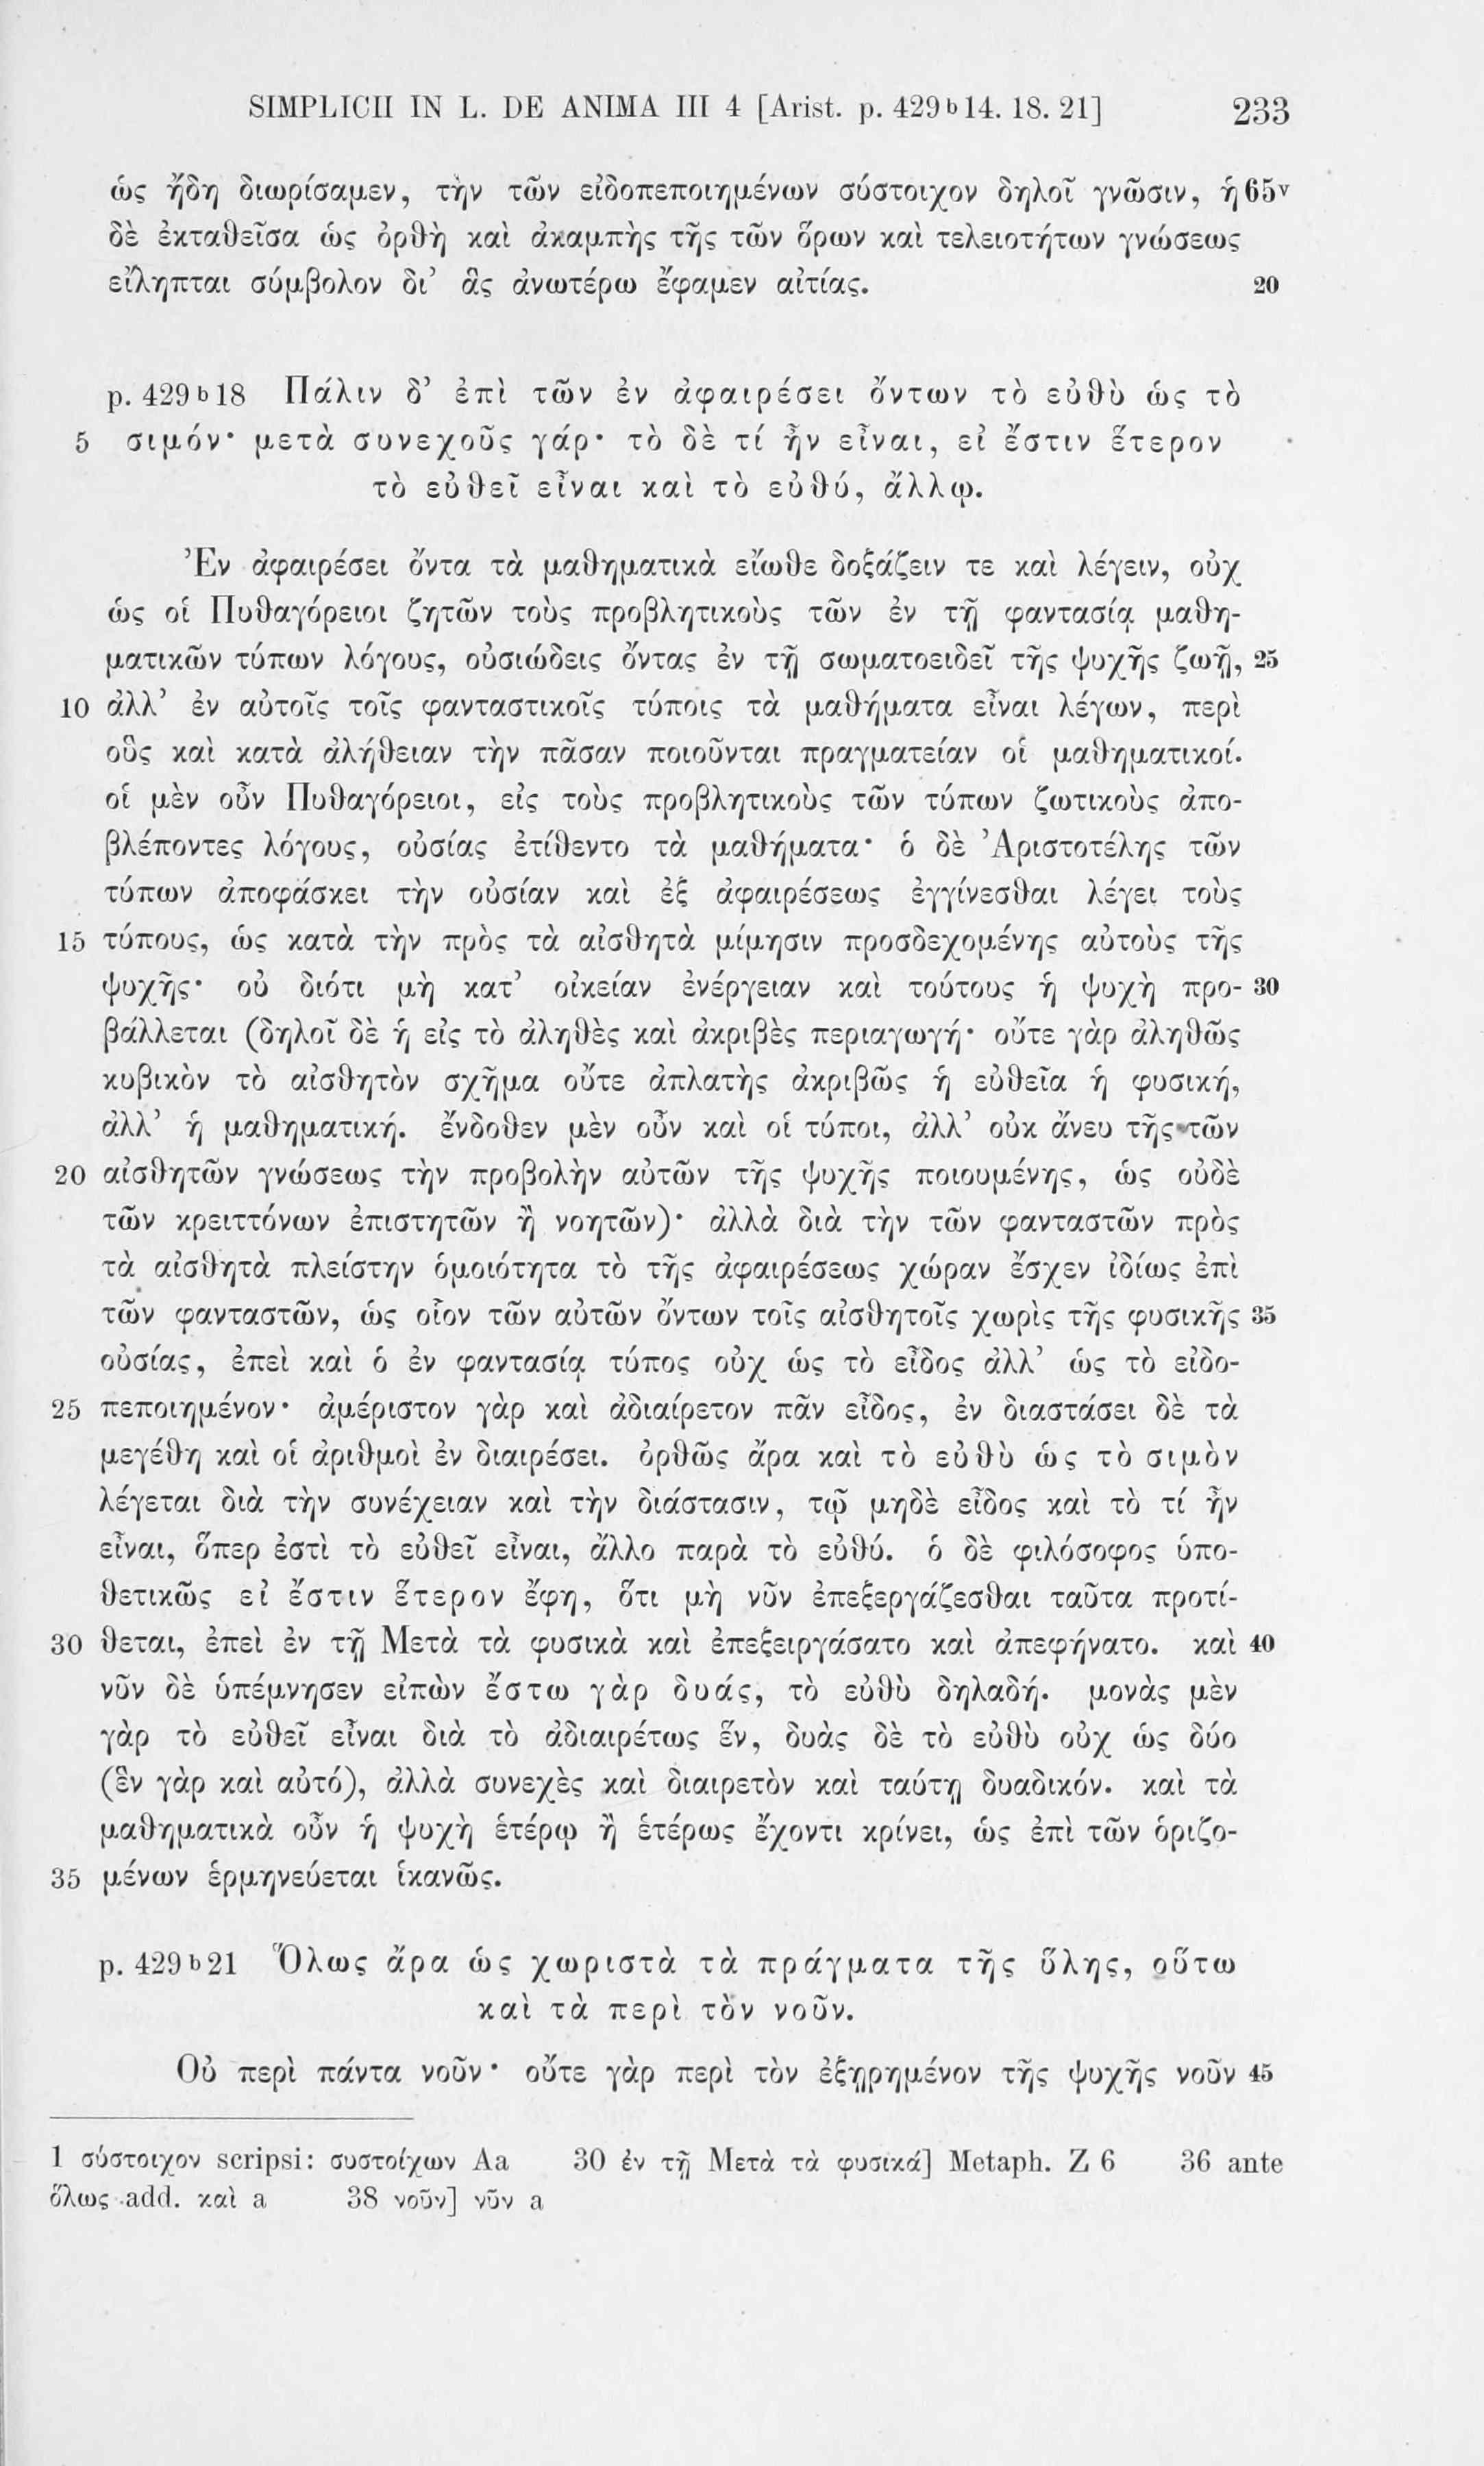 SIMPLICII IN L. DE ANIMA III 4 [Arist. p. 429b14. 18. 21] 233
ὡς ἤδη διωρίσαμεν, τὴν τῶν εἰδοπεποιημένων σύστοιχον δηλοῖ γνῶσιν, ἡ 65v
δὲ ἐκταθεῖσα ὡς ὀρθὴ καὶ ἀκαμπὴς τῆς τῶν ὅρων καὶ τελειοτήτων γνώσεως
εἴληπται σύμβολον δι’ ἃς ἀνωτέρω ἔφαμεν αἰτίας. 20
p. 429b18 Πάλιν δ’ ἐπὶ τῶν ἐν ἀφαιρέσει ὄντων τὸ εὐθὺ ὡς τὸ
5 σιμόν· μετὰ συνεχοῦς γάρ· τὸ δὲ τί ἦν εἶναι, εἰ ἔστιν ἕτερον
τὸ εὐθεῖ εἶναι καὶ τὸ εὐθύ, ἄλλῳ.
Ἐν ἀφαιρέσει ὄντα τὰ μαθηματικὰ εἴωθε δοξάζειν τε καὶ λέγειν, οὐχ
ὡς οἱ Πυθαγόρειοι ζητῶν τοὺς προβλητικοὺς τῶν ἐν τῇ φαντασίᾳ μαθη-
ματικῶν τύπων λόγους, οὐσιώδεις ὄντας ἐν τῇ σωματοειδεῖ τῆς ψυχῆς ζωῇ, 25
10 ἀλλ’ ἐν αὐτοῖς τοῖς φανταστικοῖς τύποις τὰ μαθήματα εἶναι λέγων, περὶ
οὓς καὶ κατὰ ἀλήθειαν τὴν πᾶσαν ποιοῦνται πραγματείαν οἱ μαθηματικοί.
οἱ μὲν οὖν Πυθαγόρειοι, εἰς τοὺς προβλητικοὺς τῶν τύπων ζωτικοὺς ἀπο-
βλέποντες λόγους, οὐσίας ἐτίθεντο τὰ μαθήματα· ὁ δὲ Ἀριστοτέλης τῶν
τύπων ἀποφάσκει τὴν οὐσίαν καὶ ἐξ ἀφαιρέσεως ἐγγίνεσθαι λέγει τοὺς
15 τύπους, ὡς κατὰ τὴν πρὸς τὰ αἰσθητὰ μίμησιν προσδεχομένης αὐτοὺς τῆς
ψυχῆς· οὐ διότι μὴ κατ’ οἰκείαν ἐνέργειαν καὶ τούτους ἡ ψυχὴ προ- 30
βάλλεται (δηλοῖ δὲ ἡ εἰς τὸ ἀληθὲς καὶ ἀκριβὲς περιαγωγή· οὔτε γὰρ ἀληθῶς
κυβικὸν τὸ αἰσθητὸν σχῆμα οὔτε ἀπλατὴς ἀκριβῶς ἡ εὐθεῖα ἡ φυσική,
ἀλλ’ ἡ μαθηματική. ἔνδοθεν μὲν οὖν καὶ οἱ τύποι, ἀλλ’ οὐκ ἄνευ τῆς τῶν
20 αἰσθητῶν γνώσεως τὴν προβολὴν αὐτῶν τῆς ψυχῆς ποιουμένης, ὡς οὐδὲ
τῶν κρειττόνων ἐπιστητῶν ἢ νοητῶν)· ἀλλὰ διὰ τὴν τῶν φανταστῶν πρὸς
τὰ αἰσθητὰ πλείστην ὁμοιότητα τὸ τῆς ἀφαιρέσεως χώραν ἔσχεν ἰδίως ἐπὶ
τῶν φανταστῶν, ὡς οἷον τῶν αὐτῶν ὄντων τοῖς αἰσθητοῖς χωρὶς τῆς φυσικῆς 35
οὐσίας, ἐπεὶ καὶ ὁ ἐν φαντασίᾳ τύπος οὐχ ὡς τὸ εἶδος ἀλλ’ ὡς τὸ εἰδο-
25 πεποιημένον· ἀμέριστον γὰρ καὶ ἀδιαίρετον πᾶν εἶδος, ἐν διαστάσει δὲ τὰ
μεγέθη καὶ οἱ ἀριθμοὶ ἐν διαιρέσει. ὀρθῶς ἄρα καὶ τὸ εὐθὺ ὡς τὸ σιμὸν
λέγεται διὰ τὴν συνέχειαν καὶ τὴν διάστασιν, τῷ μηδὲ εἶδος καὶ τὸ τί ἦν
εἶναι, ὅπερ ἐστὶ τὸ εὐθεῖ εἶναι, ἄλλο παρὰ τὸ εὐθύ. ὁ δὲ φιλόσοφος ὑπο-
θετικῶς εἰ ἔστιν ἕτερον ἔφη, ὅτι μὴ νῦν ἐπεξεργάζεσθαι ταῦτα προτί-
30 θεται, ἐπεὶ ἐν τῇ Μετὰ τὰ φυσικὰ καὶ ἐπεξειργάσατο καὶ ἀπεφήνατο. καὶ 40
νῦν δὲ ὑπέμνησεν εἰπὼν ἔστω γὰρ δυάς, τὸ εὐθὺ δηλαδή. μονὰς μὲν
γὰρ τὸ εὐθεῖ εἶναι διὰ τὸ ἀδιαιρέτως ἕν, δυὰς δὲ τὸ εὐθὺ οὐχ ὡς δύο
(ἓν γὰρ καὶ αὐτό), ἀλλὰ συνεχὲς καὶ διαιρετὸν καὶ ταύτῃ δυαδικόν. καὶ τὰ
μαθηματικὰ οὖν ἡ ψυχὴ ἑτέρῳ ἢ ἑτέρως ἔχοντι κρίνει, ὡς ἐπὶ τῶν ὁριζο-
35 μένων ἑρμηνεύεται ἱκανῶς.
p. 429b21 Ὅλως ἄρα ὡς χωριστὰ τὰ πράγματα τῆς ὕλης, οὕτω
καὶ τὰ περὶ τὸν νοῦν.
Οὐ περὶ πάντα νοῦν· οὔτε γὰρ περὶ τὸν ἐξῃρημένον τῆς ψυχῆς νοῦν 45
1 σύστοιχον scripsi: συστοίχων Aa 30 ἐν τῇ Μετὰ τὰ φυσικά] Metaph. Z 6 36 ante
ὅλως add. καὶ a 38 νοῦν] νῦν a